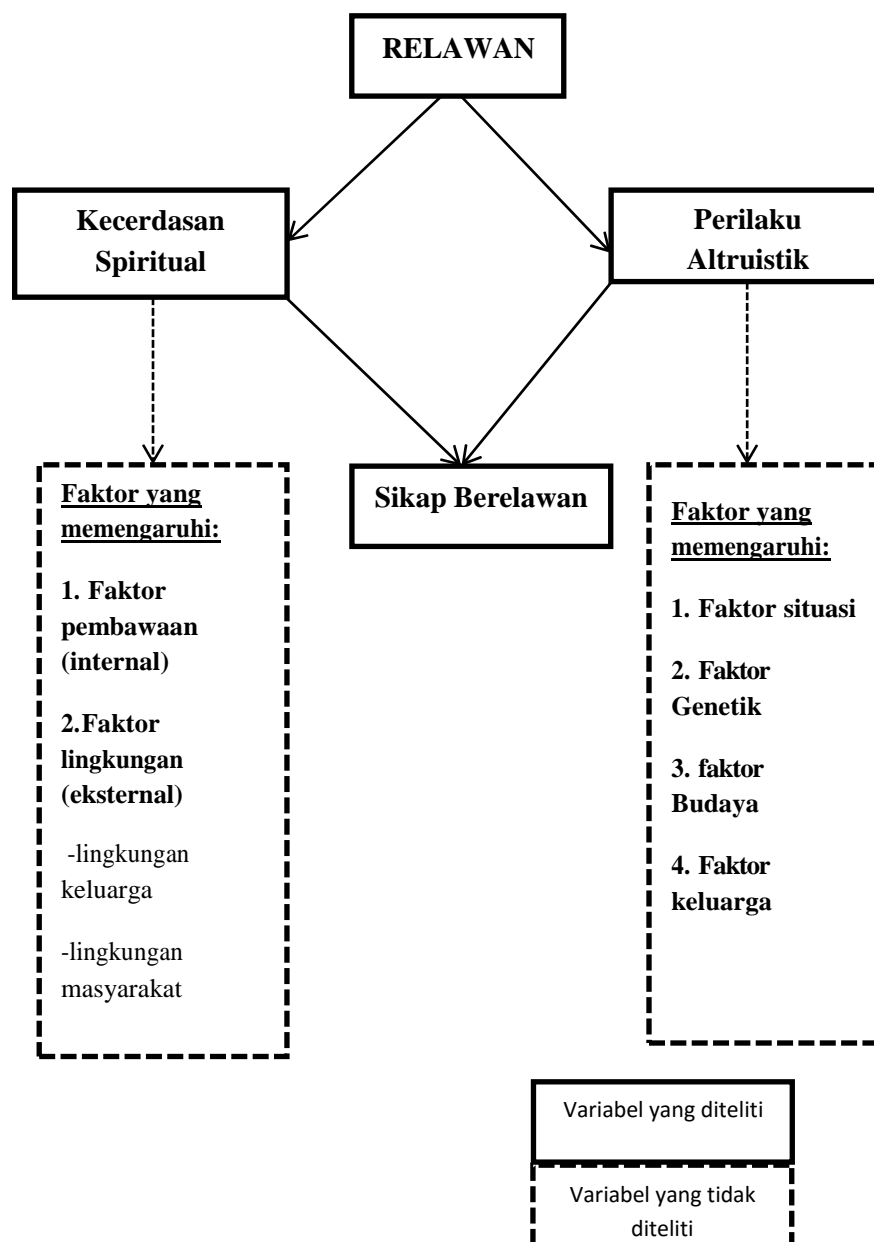 RELAWAN
Kecerdasan
Spiritual
Perilaku
Altruistik
Faktor yang
memengaruhi:
1. Faktor
pembawaan
(internal)
2.Faktor
lingkungan
(eksternal)
-lingkungan
keluarga
-lingkungan
masyarakat
Sikap Berelawan
Faktor yang
memengaruhi:
1. Faktor situasi
2. Faktor
Genetik
3. faktor
Budaya
4. Faktor
keluarga
Variabel yang diteliti
Variabel yang tidak
diteliti